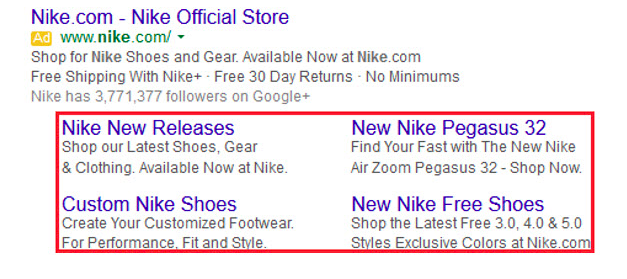 Nike.com - Nike Official Store
Ad www.nike.com/
Shop for Nike Shoes and Gear. Available Now at Nike.com
Free Shipping With Nike+ · Free 30 Day Returns · No Minimums
Nike has 3,771,377 followers on Google+
Nike New Releases
Shop our Latest Shoes, Gear
& Clothing. Available Now at Nike.
New Nike Pegasus 32
Find Your Fast with The New Nike
Air Zoom Pegasus 32 - Shop Now.
Custom Nike Shoes
Create Your Customized Footwear.
For Performance, Fit and Style.
New Nike Free Shoes
Shop the Latest Free 3.0, 4.0 & 5.0
Styles Exclusive Colors at Nike.com